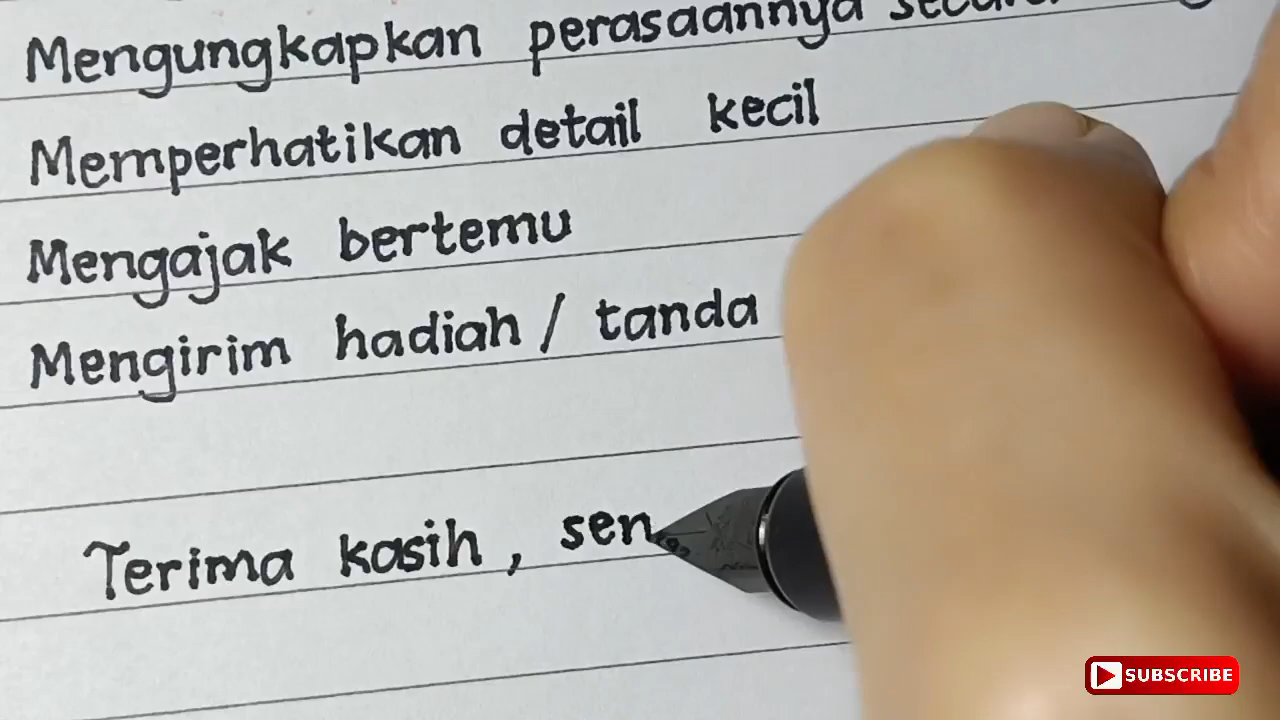 Mengungkapkan perasaannya
Memperhatikan detail kecil
Mengajak bertemu
Mengirim hadiah / tanda
Terima kasih, sen
SUBSCRIBE